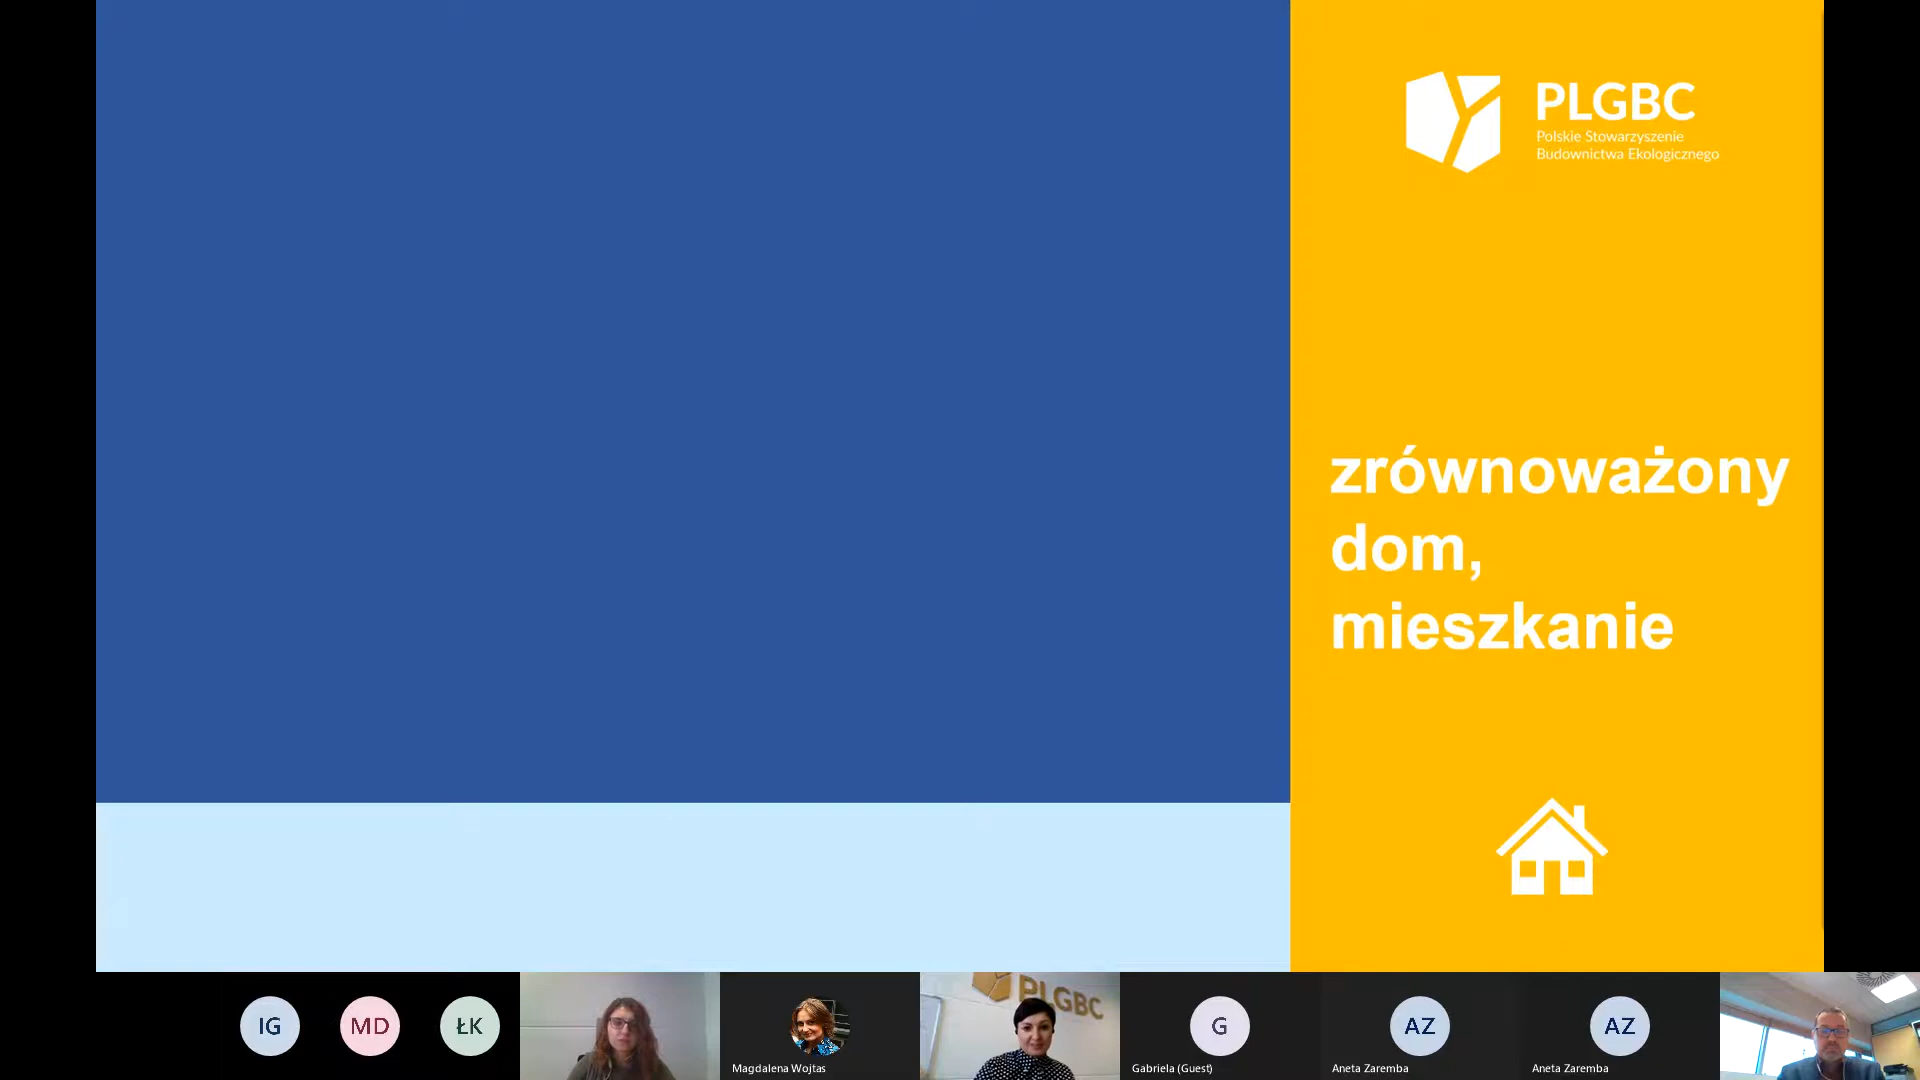 PLGBC
Polskie Stowarzyszenie
Budownictwa Ekologicznego
zrównoważony
dom,
mieszkanie
IG
MD
ŁK
Magdalena Wojtas
PLGBC
G
Gabriela (Guest)
AZ
Aneta Zaremba
AZ
Aneta Zaremba